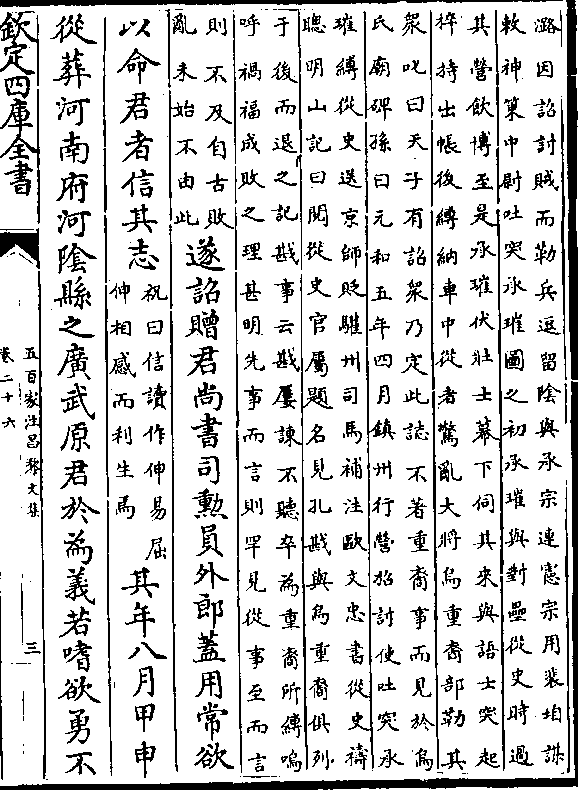 潞因詔討賊而勒兵逗留陰與承宗連憲宗用裴垍謀
敕神策中尉吐突承璀圖之初承璀與對壘從史時過
其營飲博至是承璀伏壯士幕下伺其來與語士突起
捽持出帳後縛納車中從者驚亂大將烏重裔部勒其
衆叱曰天子有詔衆乃定此誌不著重裔事而見於烏
氏廟碑孫曰元和五年四月鎮州行營招討使吐突承
璀縛從史送京師貶驩州司馬補注歐文忠書從史禱
聰明山記曰閱從史官屬題名見孔戡與烏重裔俱列
于後而退之記戡事云戡屢諫不聽卒為重裔所縛嗚
呼禍福成敗之理甚明先事而言則罕見從事至而言
則不及自古敗
亂未始不由此
遂詔贈君尚書司勲員外郎蓋用常欲
以命君者信其志
祝曰信讀作伸易屈
伸相感而利生焉
其年八月甲申
從葬河南府河陰縣之廣武原君於為義若嗜欲勇不
欽定四庫全書
五百家注昌黎文集
卷二十六
三